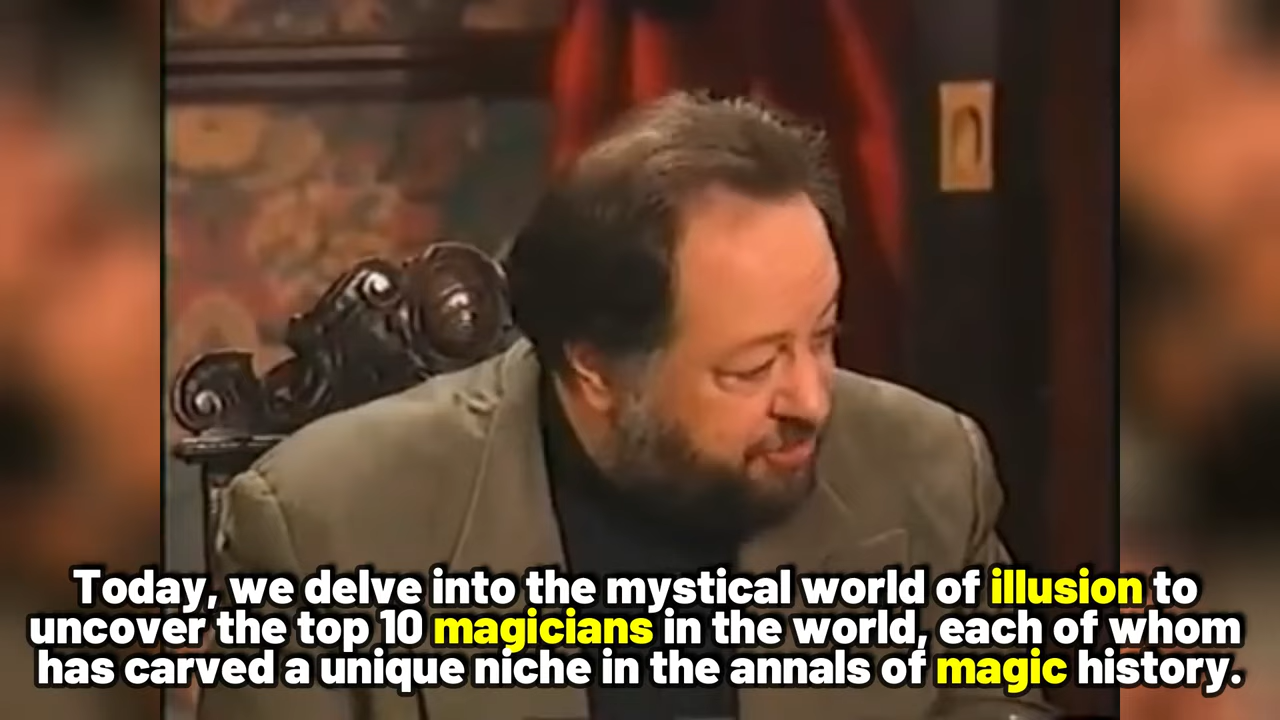 Today, we delve into the mystical world of illusion to
uncover the top 10 magicians in the world, each of whom
has carved a unique niche in the annals of magic history.